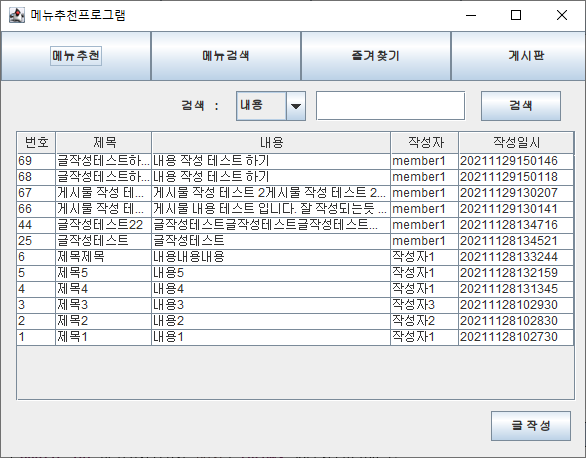 메뉴추천프로그램
메뉴추천 메뉴검색 즐겨찾기 게시판
검색 : 내용 검색
번호 제목 내용 작성자 작성일시
69 글작성테스트하... 내용 작성 테스트 하기 member1 20211129150146
68 글작성테스트하... 내용 작성 테스트 하기 member1 20211129150118
67 게시물 작성 테... 게시물 작성 테스트 2게시물 작성 테스트 2... member1 20211129130207
66 게시물 작성 테... 게시물 내용 테스트 입니다. 잘 작성되는듯 ... member1 20211129130141
44 글작성테스트22 글작성테스트글작성테스트글작성테스트... member1 20211128134716
25 글작성테스트 글작성테스트 member1 20211128134521
6 제목제목 내용내용내용 작성자1 20211128133244
5 제목5 내용5 작성자1 20211128132159
4 제목4 내용4 작성자1 20211128131345
3 제목3 내용3 작성자3 20211128102930
2 제목2 내용2 작성자2 20211128102830
1 제목1 내용1 작성자1 20211128102730
글작성